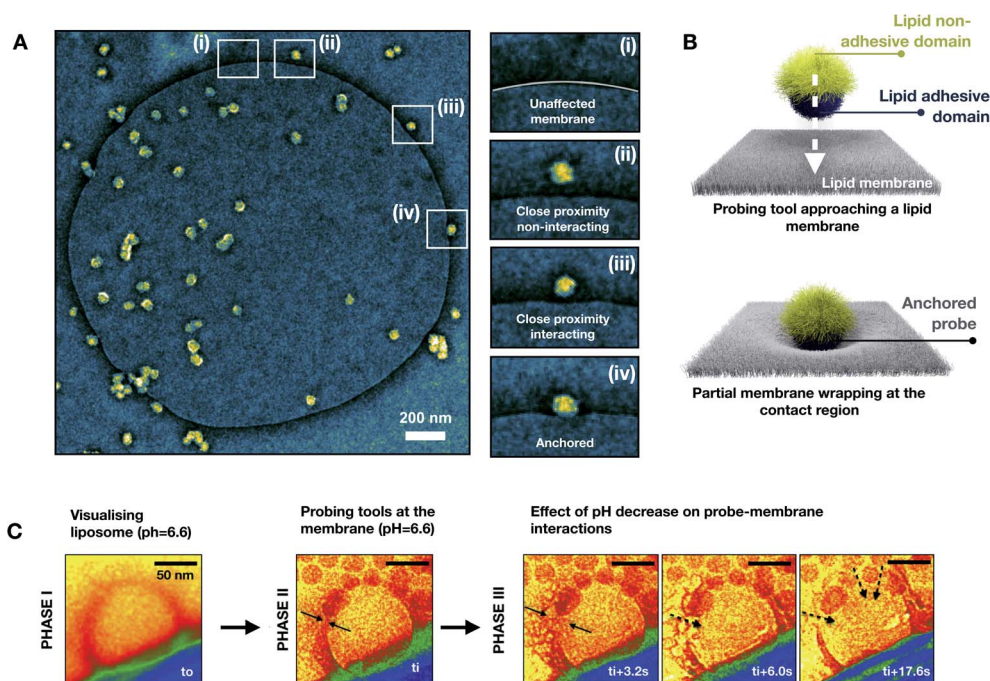 A
(i)
(ii)
(iii)
(iv)
200 nm
(i)
Unaffected
membrane
(ii)
Close proximity
non-interacting
(iii)
Close proximity
interacting
(iv)
Anchored
B
Lipid non-
adhesive domain
Lipid adhesive
domain
Lipid membrane
Probing tool approaching a lipid
membrane
Anchored
probe
Partial membrane wrapping at the
contact region
C
Visualising
liposome (ph=6.6)
PHASE I
50 nm
to
Probing tools at the
membrane (pH=6.6)
PHASE II
ti
Effect of pH decrease on probe-membrane
interactions
PHASE III
ti+3.2s
ti+6.0s
ti+17.6s